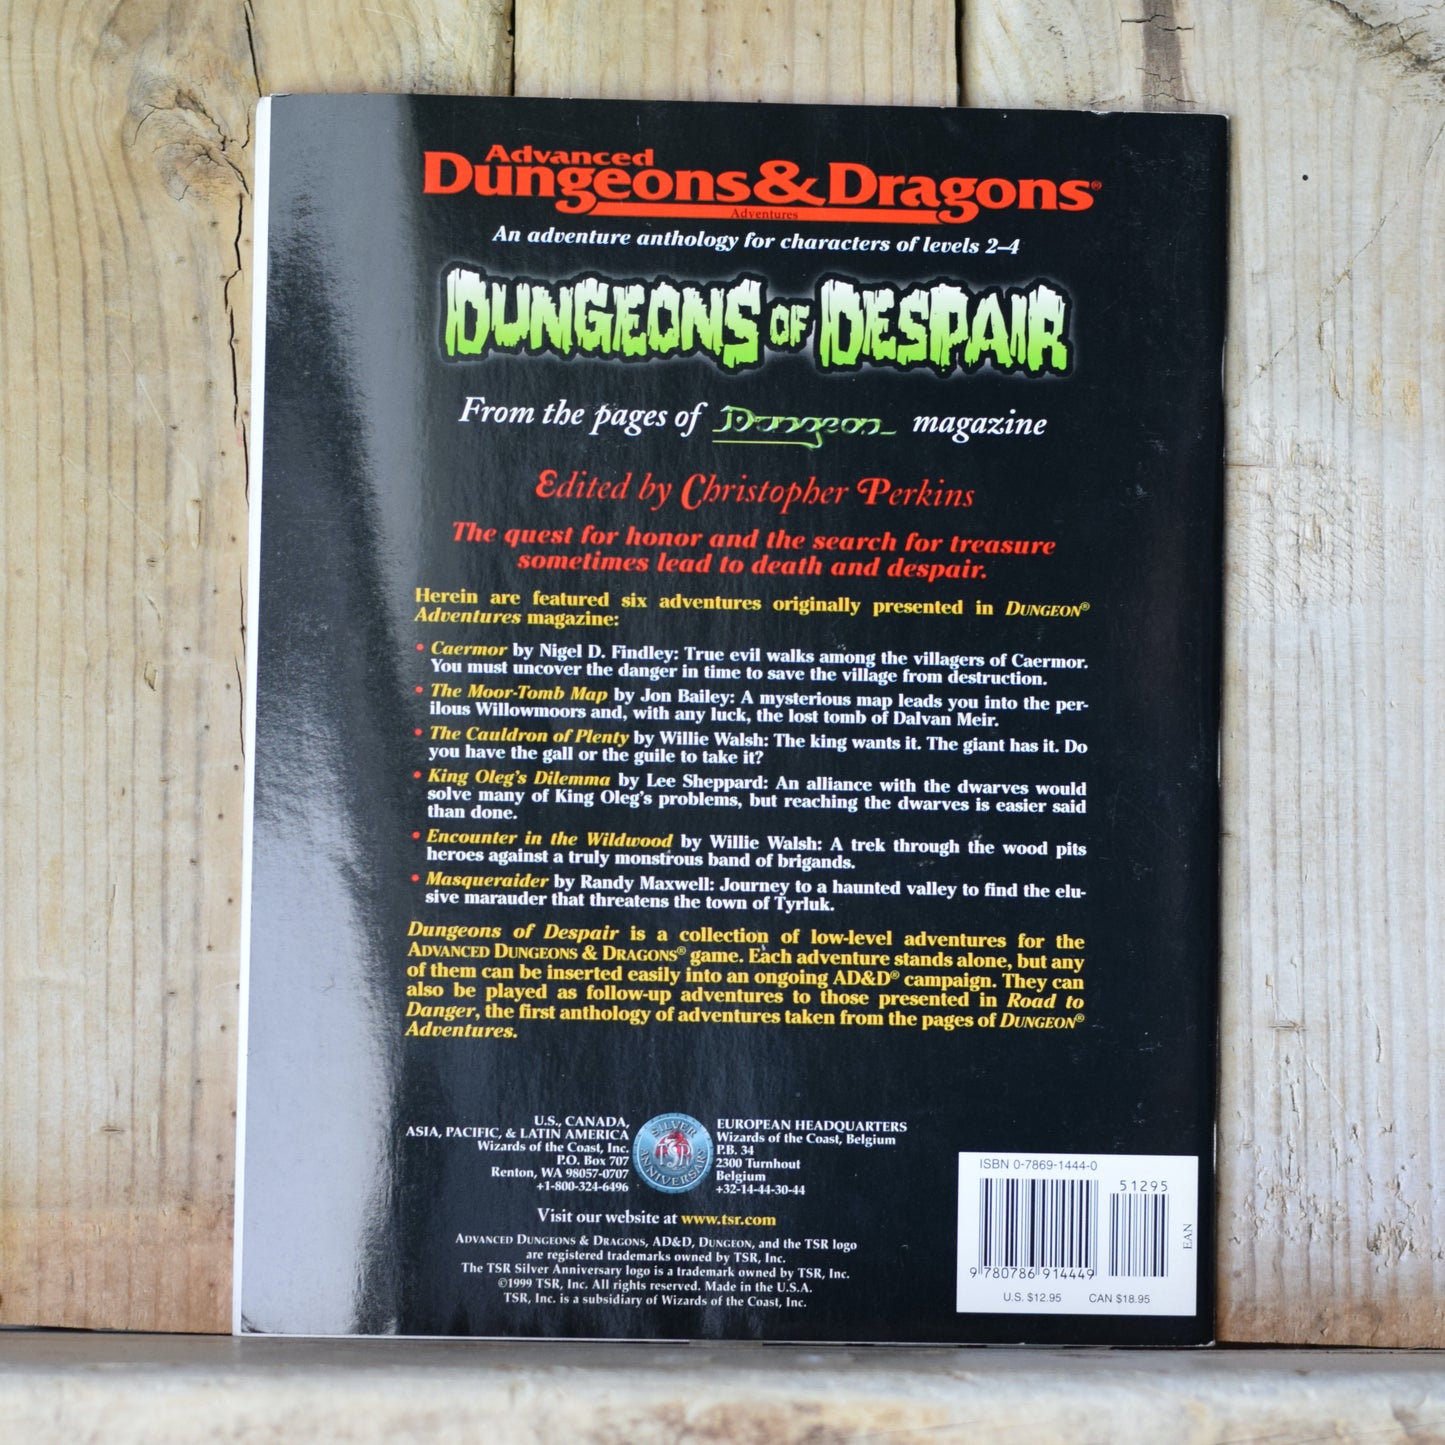 Advanced
Dungeons & Dragons®
Adventures
An adventure anthology for characters of levels 2–4
DUNGEONS OF DESPAIR
From the pages of Dungeon magazine
Edited by Christopher Perkins
The quest for honor and the search for treasure
sometimes lead to death and despair.
Herein are featured six adventures originally presented in DUNGEON®
Adventures magazine:
• Caermor by Nigel D. Findley: True evil walks among the villagers of Caermor.
You must uncover the danger in time to save the village from destruction.
• The Moor-Tomb Map by Jon Bailey: A mysterious map leads you into the per-
ilous Willowmoors and, with any luck, the lost tomb of Dalvan Meir.
• The Cauldron of Plenty by Willie Walsh: The king wants it. The giant has it. Do
you have the gall or the guile to take it?
• King Oleg's Dilemma by Lee Sheppard: An alliance with the dwarves would
solve many of King Oleg's problems, but reaching the dwarves is easier said
than done.
• Encounter in the Wildwood by Willie Walsh: A trek through the wood pits
heroes against a truly monstrous band of brigands.
• Masqueraider by Randy Maxwell: Journey to a haunted valley to find the elu-
sive marauder that threatens the town of Tyrluk.
Dungeons of Despair is a collection of low-level adventures for the
ADVANCED DUNGEONS & DRAGONS® game. Each adventure stands alone, but any
of them can be inserted easily into an ongoing AD&D® campaign. They can
also be played as follow-up adventures to those presented in Road to
Danger, the first anthology of adventures taken from the pages of DUNGEON®
Adventures.
U.S., CANADA,
ASIA, PACIFIC, & LATIN AMERICA
Wizards of the Coast, Inc.
P.O. Box 707
Renton, WA 98057-0707
+1-800-324-6496
SILVER
TSR
ANNIVERSARY
EUROPEAN HEADQUARTERS
Wizards of the Coast, Belgium
P.B. 34
2300 Turnhout
Belgium
+32-14-44-30-44
Visit our website at www.tsr.com
ADVANCED DUNGEONS & DRAGONS, AD&D, DUNGEON, and the TSR logo
are registered trademarks owned by TSR, Inc.
The TSR Silver Anniversary logo is a trademark owned by TSR, Inc.
©1999 TSR, Inc. All rights reserved. Made in the U.S.A.
TSR, Inc. is a subsidiary of Wizards of the Coast, Inc.
ISBN 0-7869-1444-0
51295
EAN
9 780786 914449
U.S. $12.95 CAN $18.95